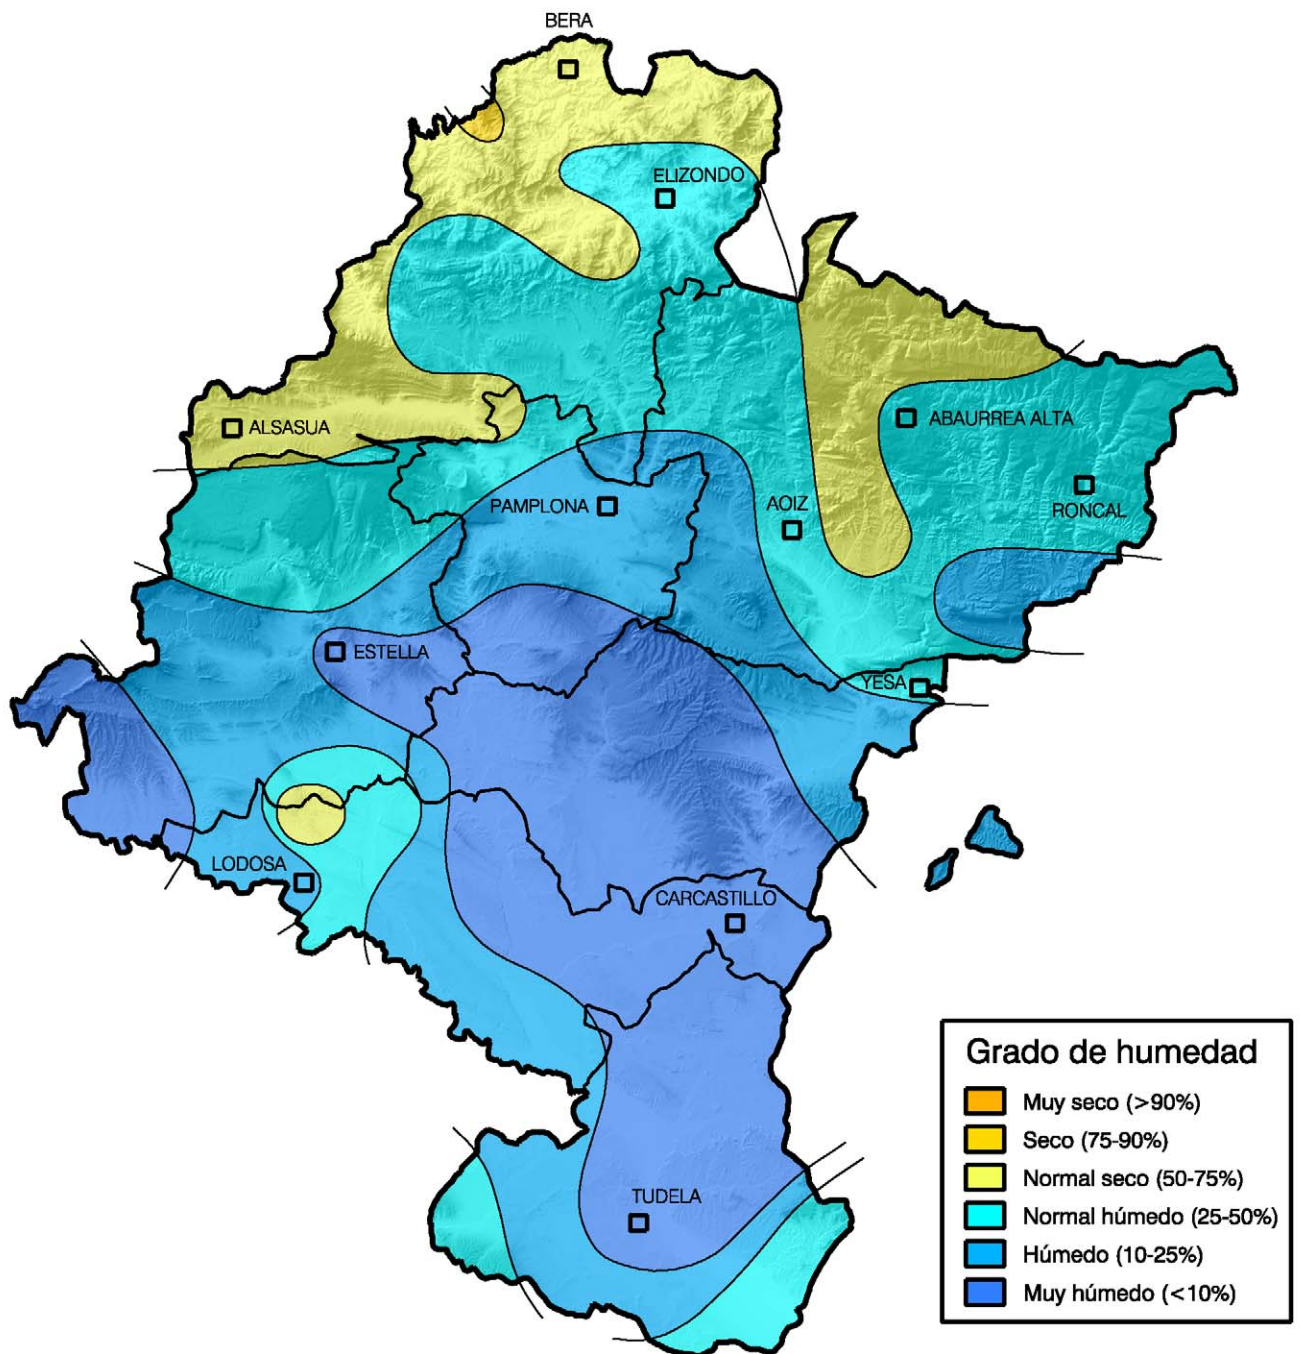 BERA
ELIZONDO
ALSASUA
ABAURREA ALTA
PAMPLONA
AOIZ
RONCAL
ESTELLA
YESA
LODOSA
CARCASTILLO
TUDELA
Grado de humedad
Muy seco (>90%)
Seco (75-90%)
Normal seco (50-75%)
Normal húmedo (25-50%)
Húmedo (10-25%)
Muy húmedo (<10%)